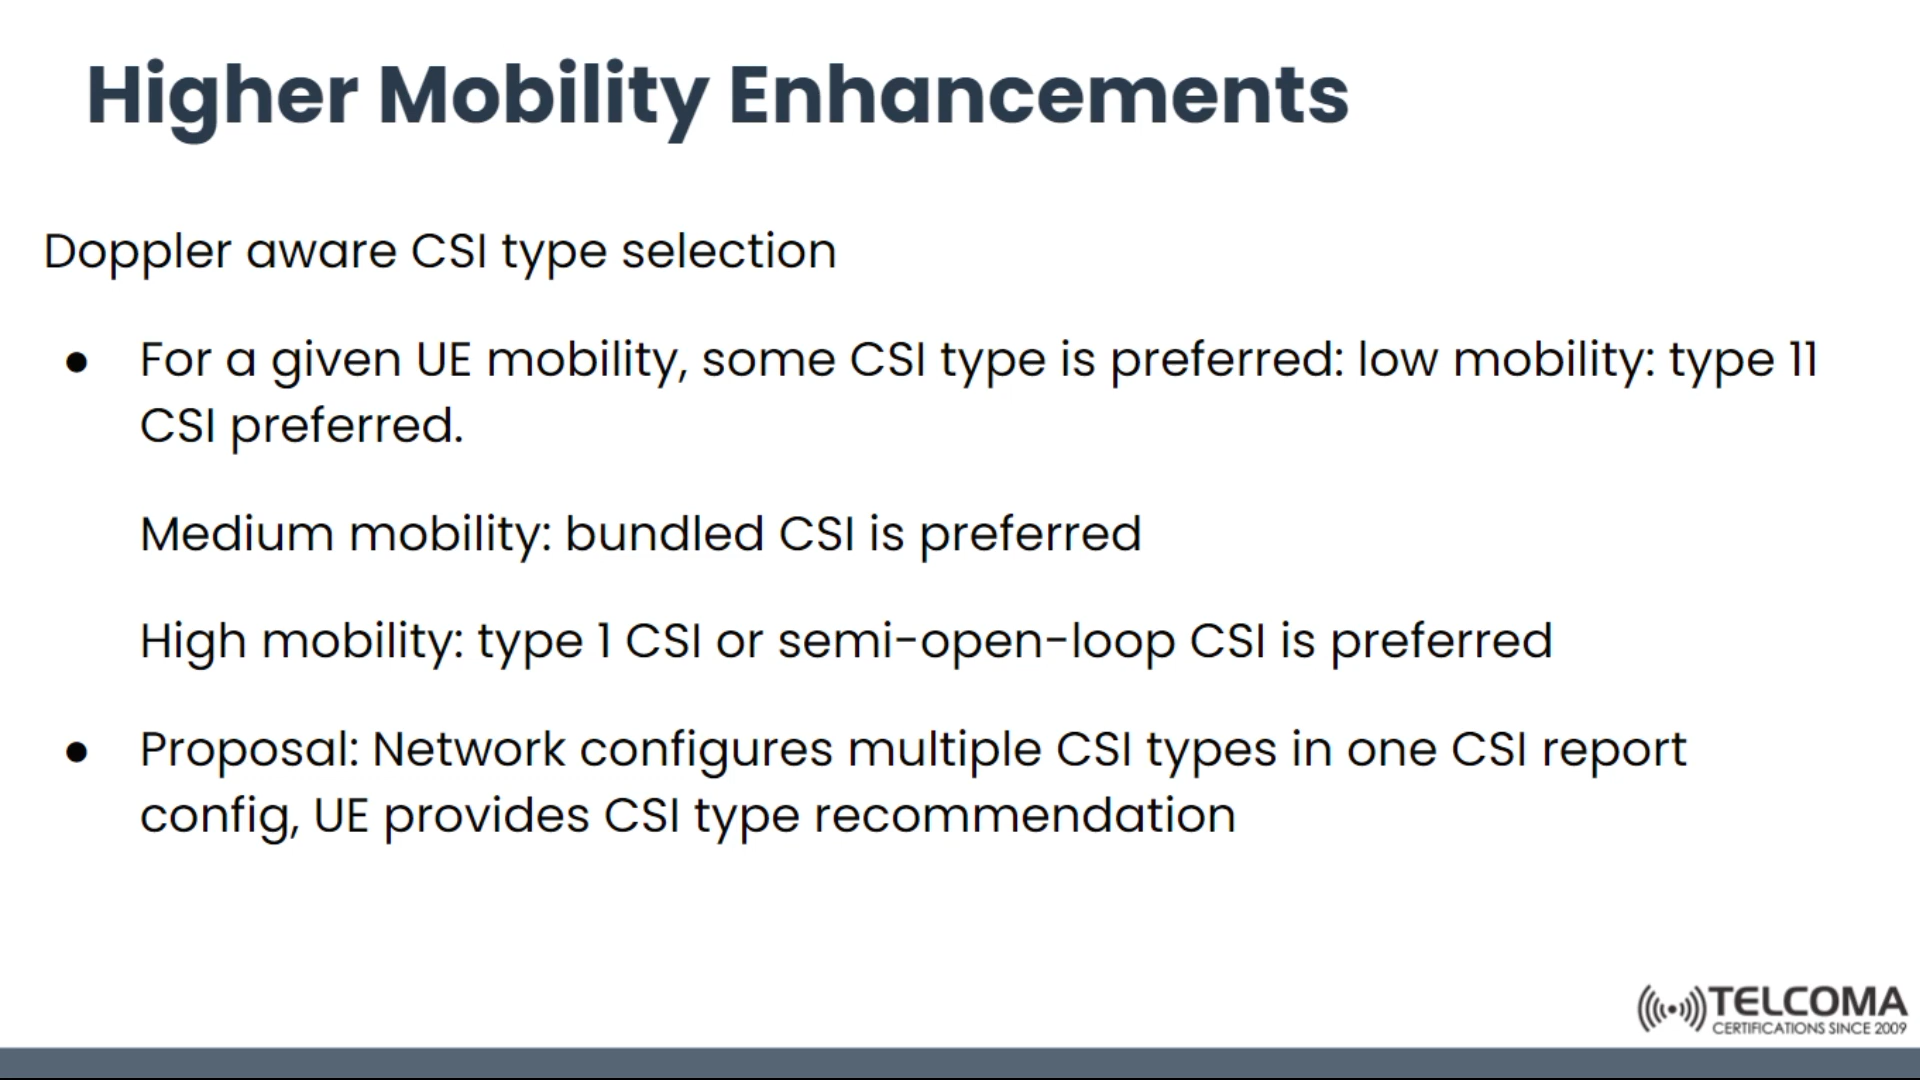 Higher Mobility Enhancements
Doppler aware CSI type selection
● For a given UE mobility, some CSI type is preferred: low mobility: type 11
CSI preferred.
Medium mobility: bundled CSI is preferred
High mobility: type 1 CSI or semi-open-loop CSI is preferred
● Proposal: Network configures multiple CSI types in one CSI report
config, UE provides CSI type recommendation
TELCOMA
CERTIFICATIONS SINCE 2009